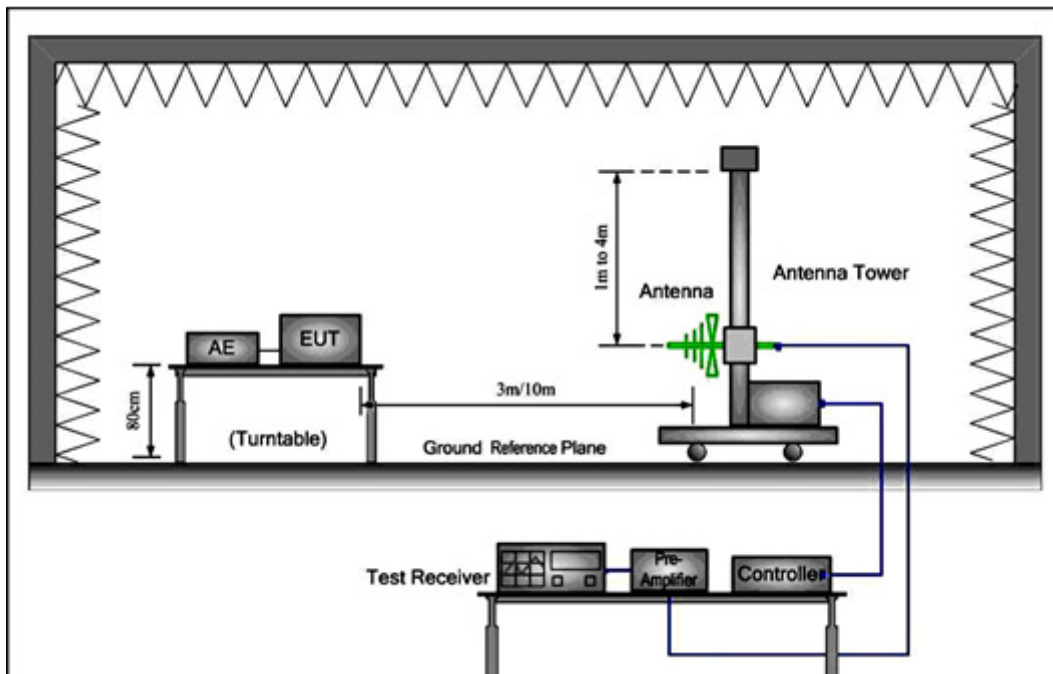 1m to 4m
Antenna
Antenna Tower
AE
EUT
80cm
3m/10m
(Turntable)
Ground Reference Plane
Test Receiver
Pre-
Amplifier
Controller